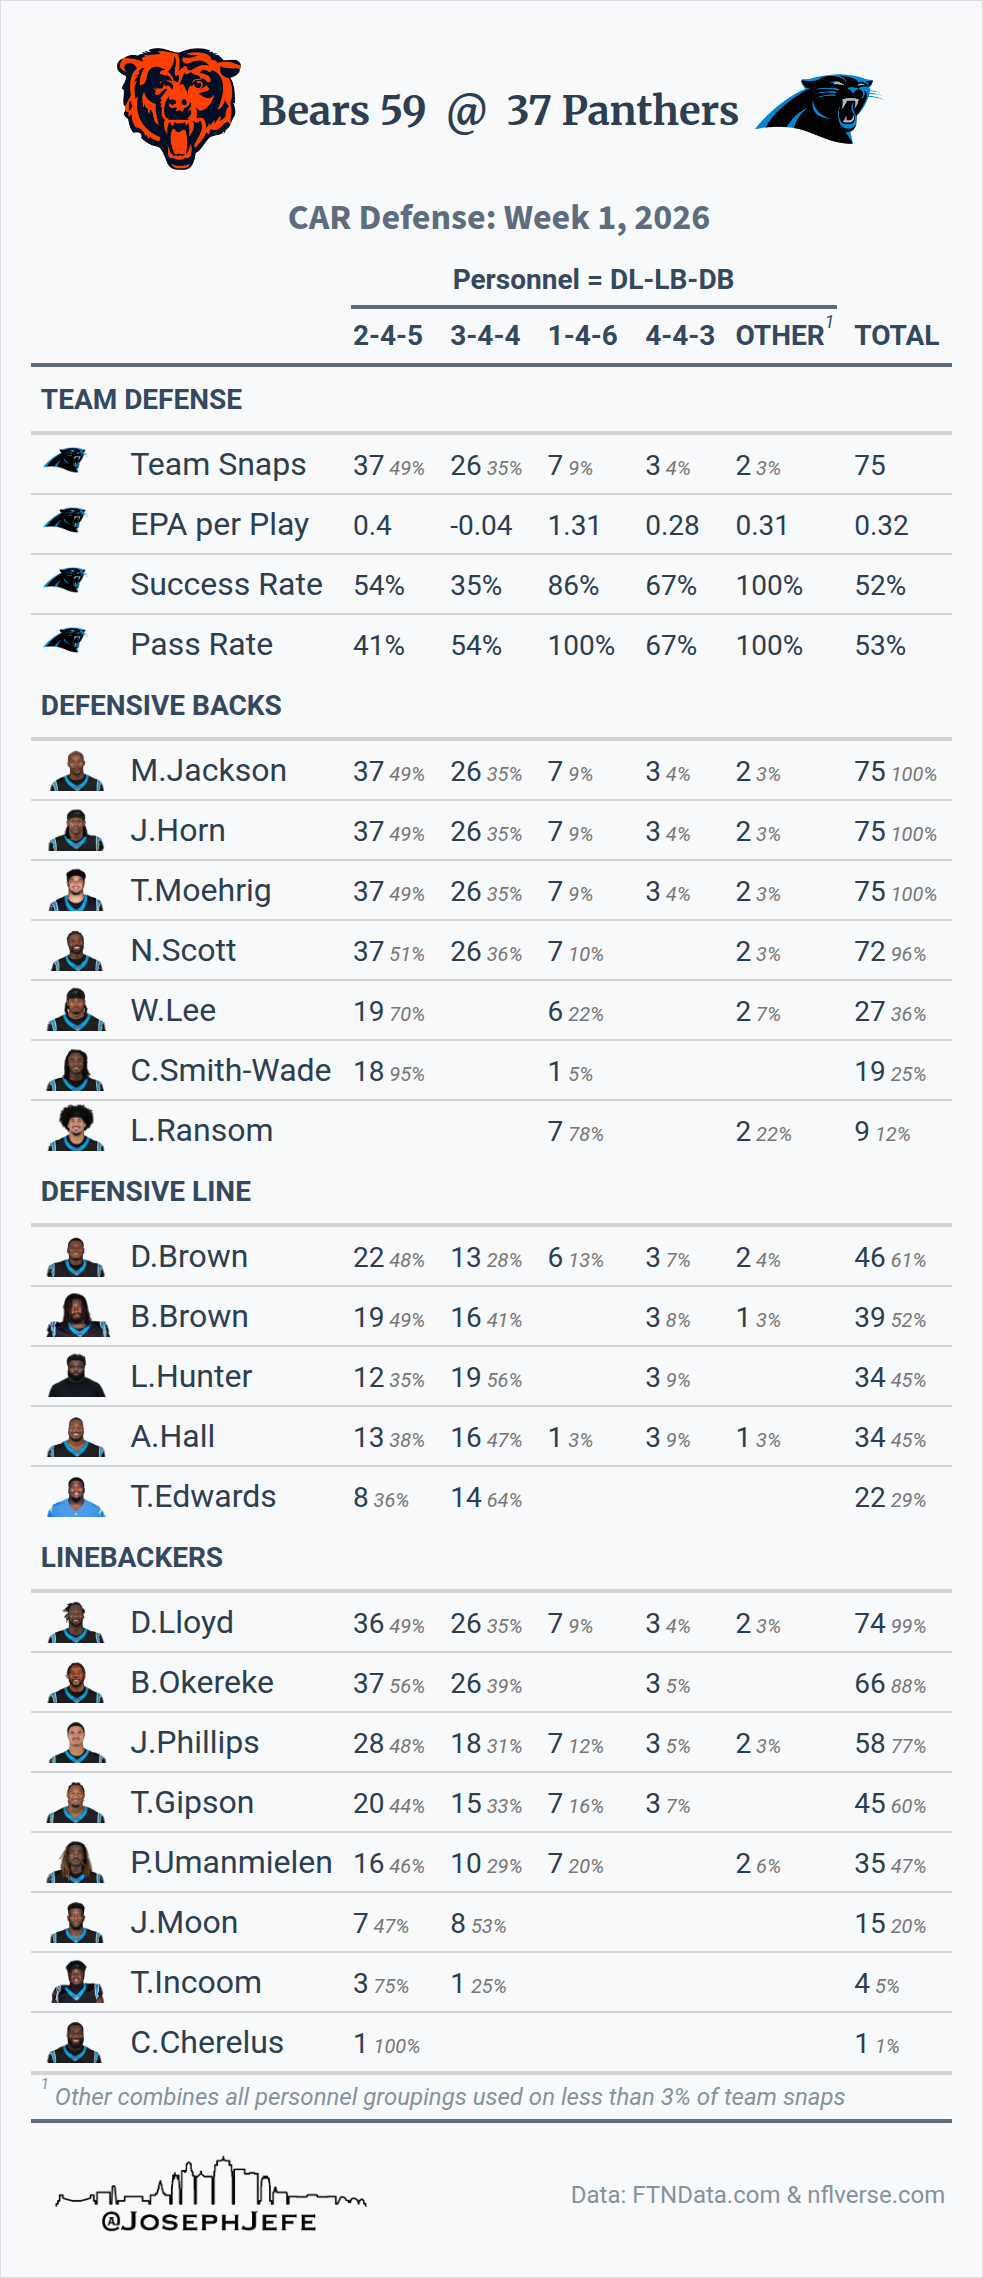 Bears 59 @ 37 Panthers
CAR Defense: Week 1, 2026
Personnel = DL-LB-DB
2-4-5 3-4-4 1-4-6 4-4-3 OTHER1 TOTAL
TEAM DEFENSE
Team Snaps 37 49% 26 35% 7 9% 3 4% 2 3% 75
EPA per Play 0.4 -0.04 1.31 0.28 0.31 0.32
Success Rate 54% 35% 86% 67% 100% 52%
Pass Rate 41% 54% 100% 67% 100% 53%
DEFENSIVE BACKS
M.Jackson 37 49% 26 35% 7 9% 3 4% 2 3% 75 100%
J.Horn 37 49% 26 35% 7 9% 3 4% 2 3% 75 100%
T.Moehrig 37 49% 26 35% 7 9% 3 4% 2 3% 75 100%
N.Scott 37 51% 26 36% 7 10% 2 3% 72 96%
W.Lee 19 70% 6 22% 2 7% 27 36%
C.Smith-Wade 18 95% 1 5% 19 25%
L.Ransom 7 78% 2 22% 9 12%
DEFENSIVE LINE
D.Brown 22 48% 13 28% 6 13% 3 7% 2 4% 46 61%
B.Brown 19 49% 16 41% 3 8% 1 3% 39 52%
L.Hunter 12 35% 19 56% 3 9% 34 45%
A.Hall 13 38% 16 47% 1 3% 3 9% 1 3% 34 45%
T.Edwards 8 36% 14 64% 22 29%
LINEBACKERS
D.Lloyd 36 49% 26 35% 7 9% 3 4% 2 3% 74 99%
B.Okereke 37 56% 26 39% 3 5% 66 88%
J.Phillips 28 48% 18 31% 7 12% 3 5% 2 3% 58 77%
T.Gipson 20 44% 15 33% 7 16% 3 7% 45 60%
P.Umanmielen 16 46% 10 29% 7 20% 2 6% 35 47%
J.Moon 7 47% 8 53% 15 20%
T.Incoom 3 75% 1 25% 4 5%
C.Cherelus 1 100% 1 1%
1 Other combines all personnel groupings used on less than 3% of team snaps
@JosephJefe
Data: FTNData.com & nflverse.com